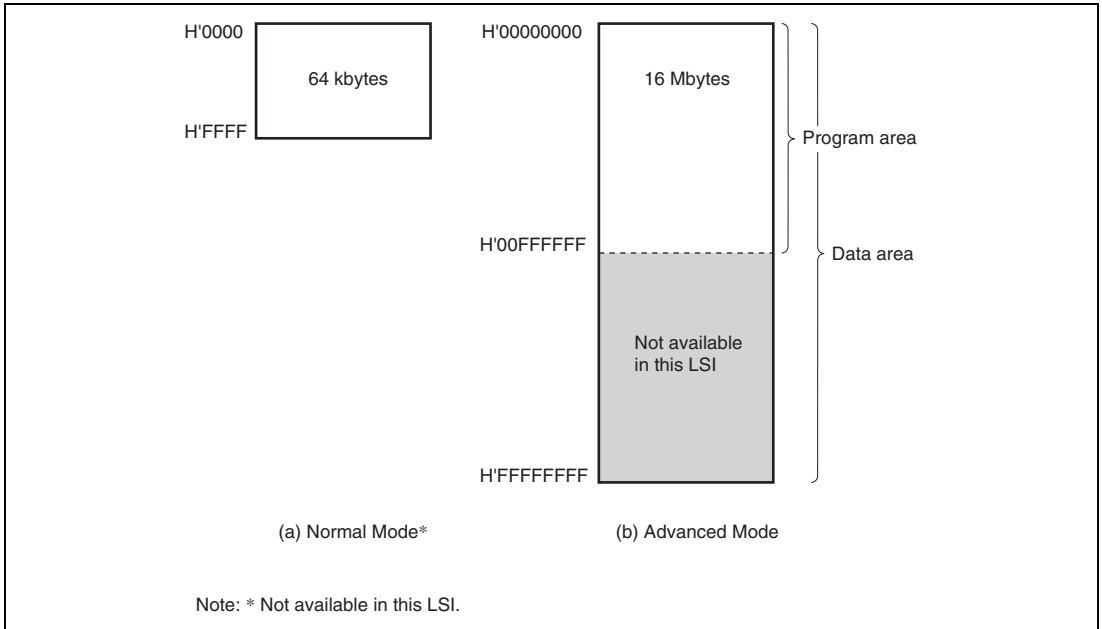 H'0000
64 kbytes
H'FFFF
H'00000000
16 Mbytes
Program area
H'00FFFFFF
Data area
Not available
in this LSI
H'FFFFFFFF
(a) Normal Mode*
(b) Advanced Mode
Note: * Not available in this LSI.